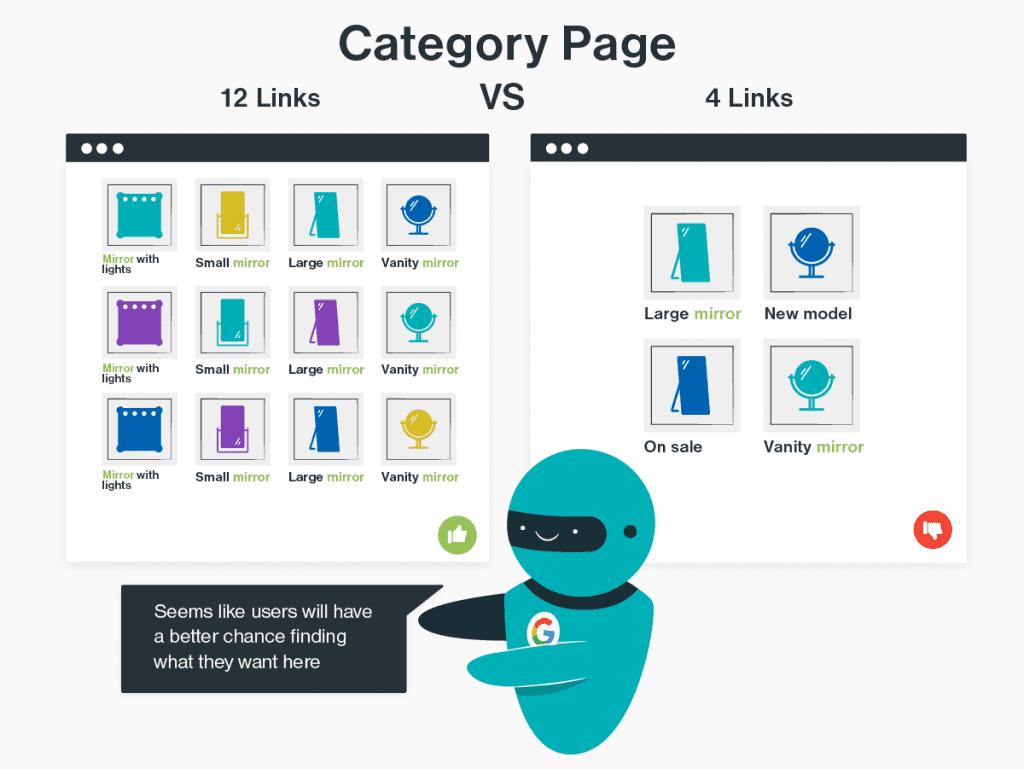 Category Page
12 Links
VS
4 Links
Mirror with
lights
Small mirror
Large mirror
Vanity mirror
Mirror with
lights
Small mirror
Large mirror
Vanity mirror
Mirror with
lights
Small mirror
Large mirror
Vanity mirror
Large mirror
New model
On sale
Vanity mirror
G
Seems like users will have
a better chance finding
what they want here